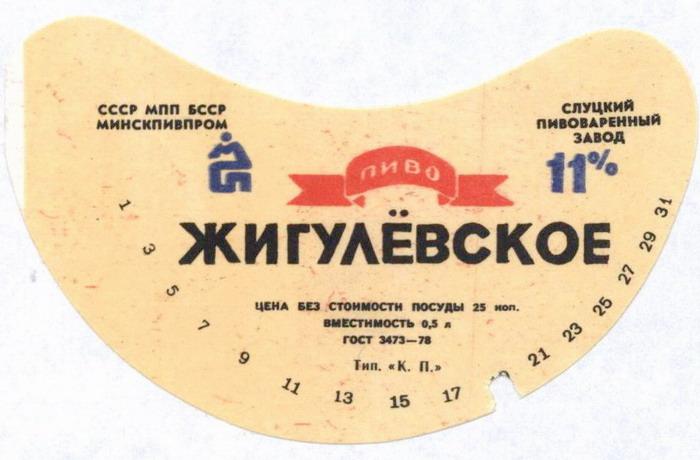 СССР МПП БССР
МИНСКПИВПРОМ
СЛУЦКИЙ
ПИВОВАРЕННЫЙ
ЗАВОД
11%
ПИВО
ЖИГУЛЁВСКОЕ
ЦЕНА БЕЗ СТОИМОСТИ ПОСУДЫ 25 коп.
ВМЕСТИМОСТЬ 0,5 л
ГОСТ 3473—78
Тип. «К. П.»
1 3 5 7 9 11 13 15 17 21 23 25 27 29 31